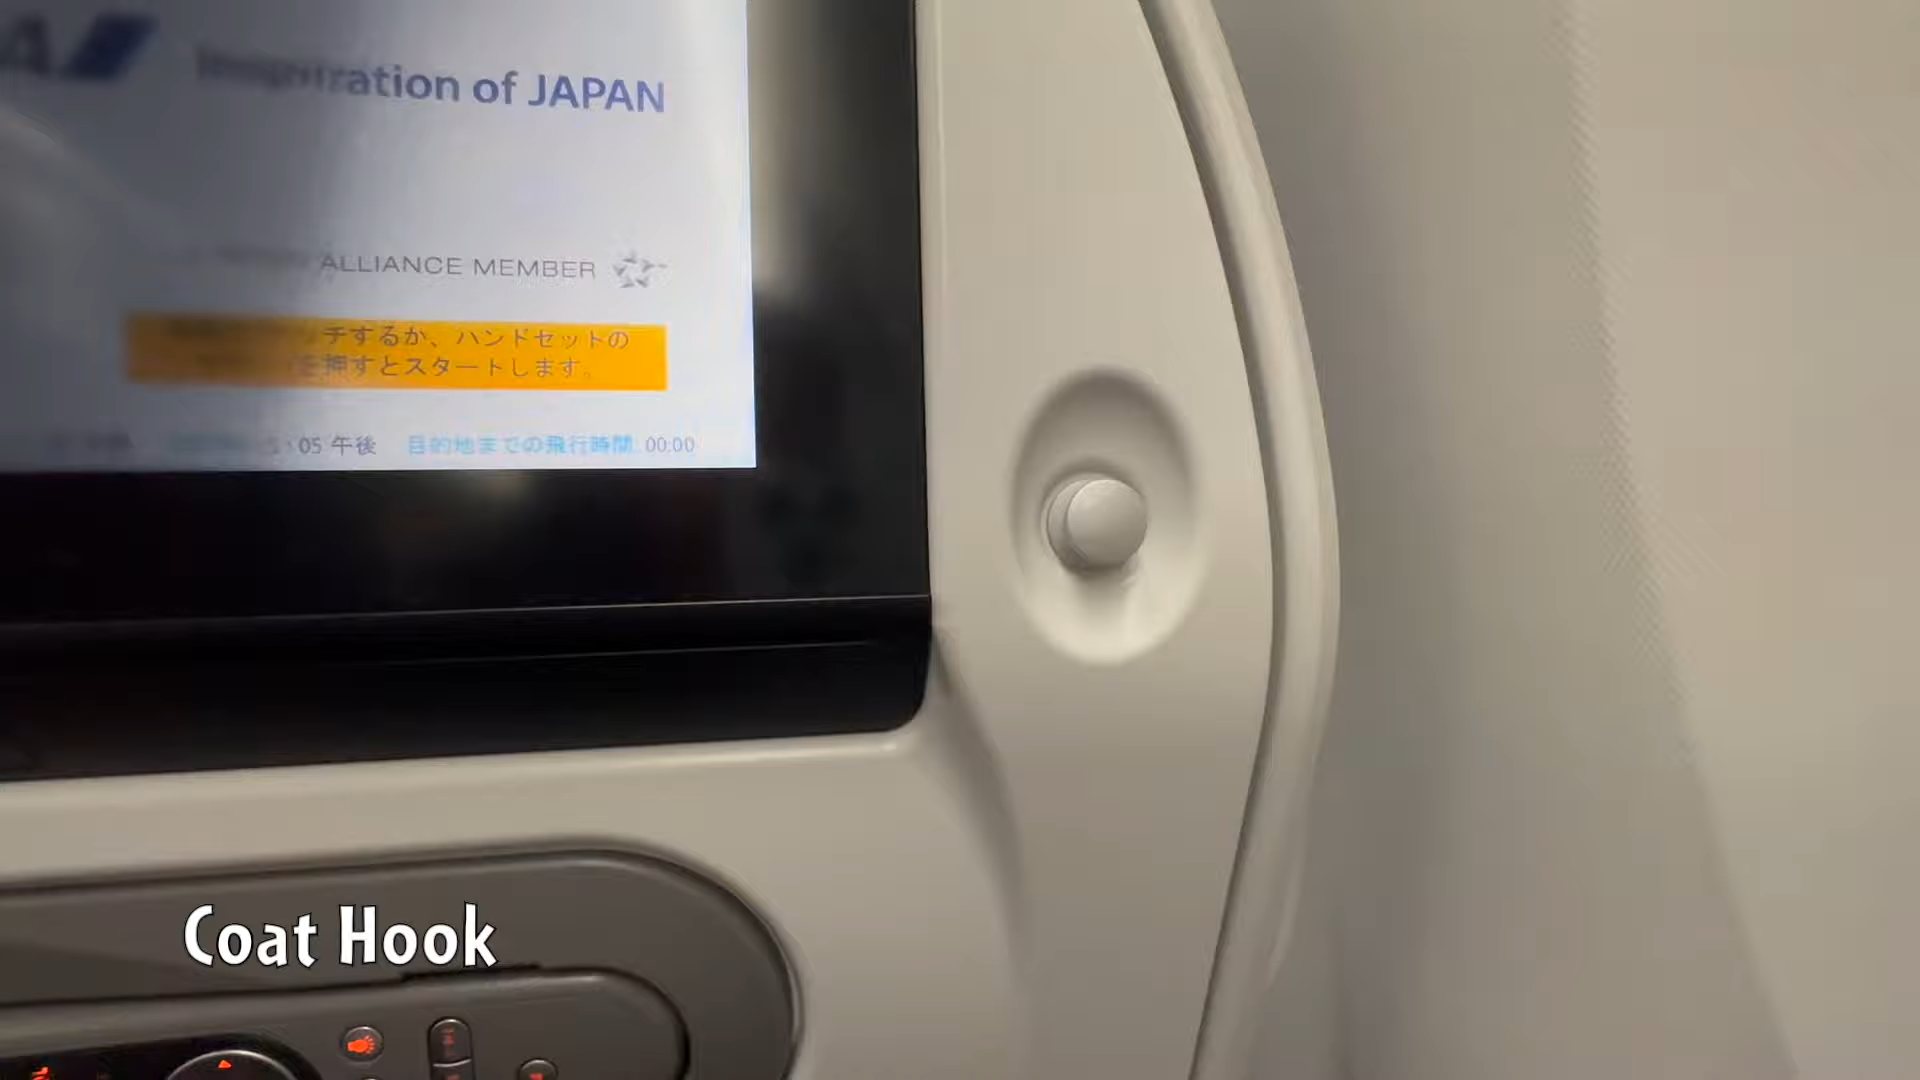 of JAPAN
ALLIANCE MEMBER
チするか、ハンドセットの
を押すとスタートします。
05 午後 目的地までの飛行時間 00:00
Coat Hook